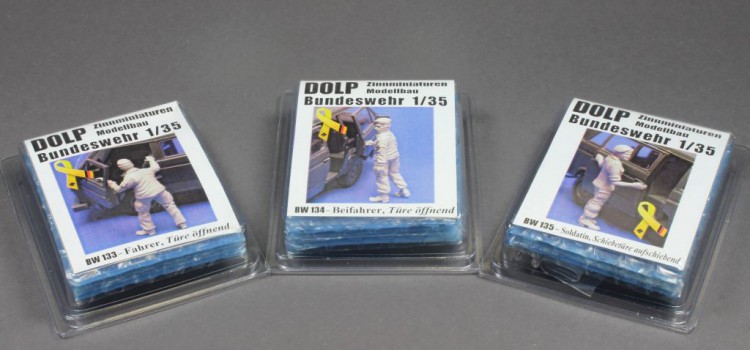 DOLP Zinnminiaturen
Modellbau
Bundeswehr 1/35
BW 133 - Fahrer, Türe öffnend
DOLP Zinnminiaturen
Modellbau
Bundeswehr 1/35
BW 134 - Beifahrer, Türe öffnend
DOLP Zinnminiaturen
Modellbau
Bundeswehr 1/35
BW 135 - Soldatin, Schiebetüre aufschiebend